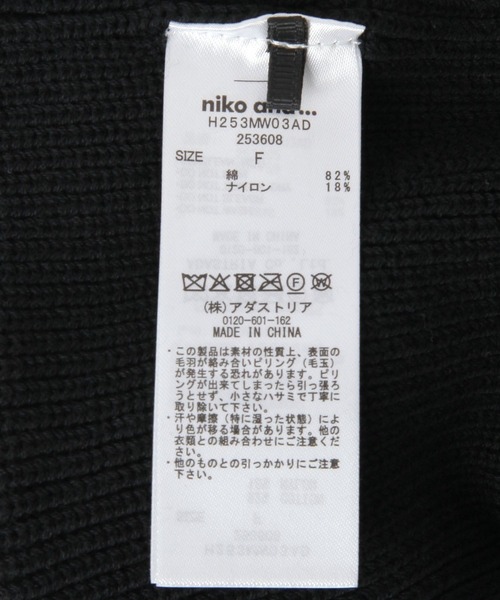 niko and ...
H253MW03AD
253608
SIZE F
綿 82%
ナイロン 18%
(株)アダストリア
0120-601-162
MADE IN CHINA
・この製品は素材の性質上、表面の
毛羽が絡み合いピリング(毛玉)
が発生する恐れがあります。ピリ
ングが出来てしまったら引っ張ろ
うとせず、小さなハサミで丁寧に
取り除いて下さい。
・汗や摩擦(特に湿った状態)によ
り色が移る場合があります。他の
衣類との組み合わせにご注意くだ
さい。
・他のものとの引っかかりにご注意
下さい。